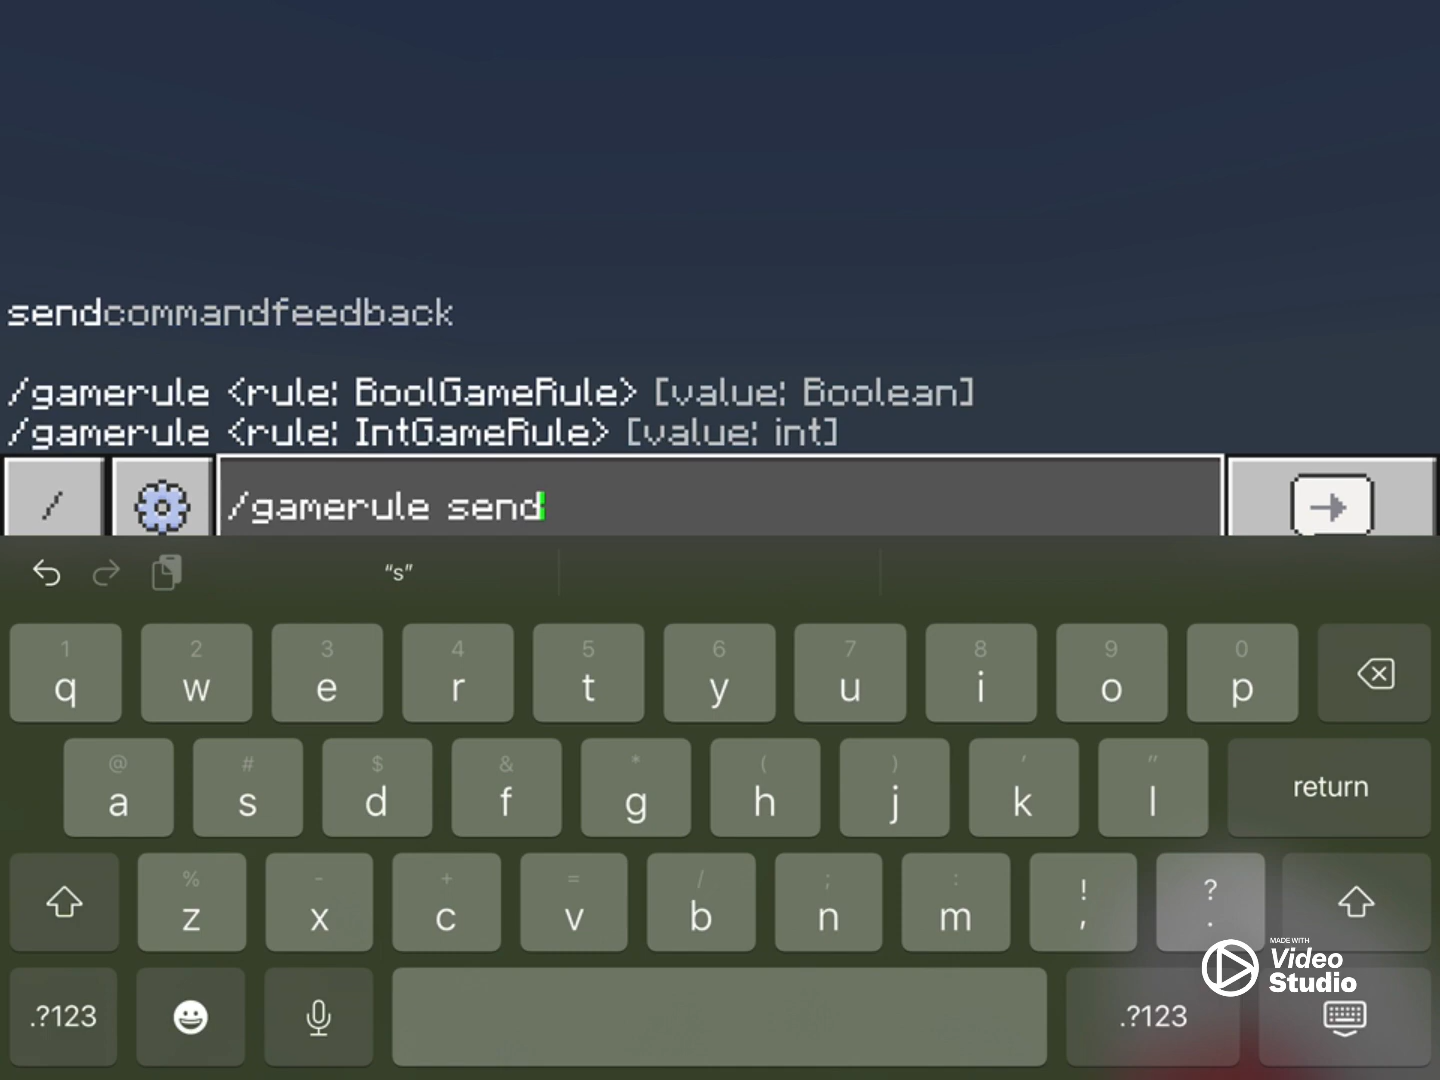 sendcommandfeedback
/gamerule <rule: BoolGameRule> [value: Boolean]
/gamerule <rule: IntGameRule> [value: int]
/ /gamerule send
“s”
1 2 3 4 5 6 7 8 9 0
q w e r t y u i o p
@ # $ & * ( ) ' "
a s d f g h j k l return
% - + = / ; : ! ?
z x c v b n m , .
MADE WITH
Video
Studio
.?123 .?123